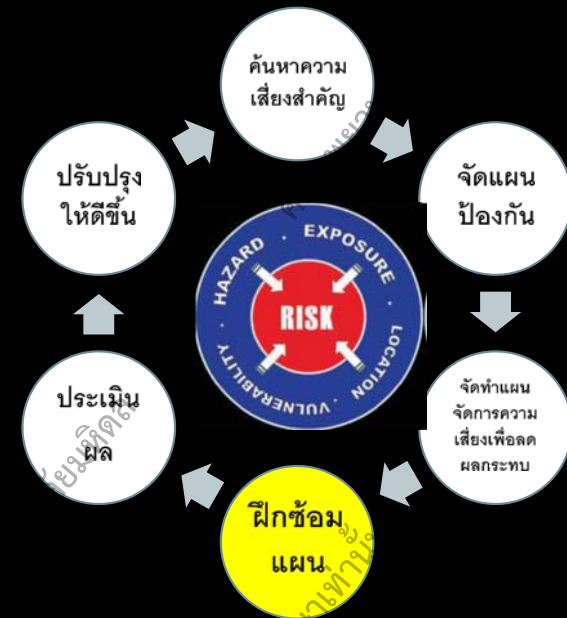 ค้นหาความ
เสี่ยงสำคัญ
จัดแผน
ป้องกัน
จัดทำแผน
จัดการความ
เสี่ยงเพื่อลด
ผลกระทบ
ฝึกซ้อม
แผน
ประเมิน
ผล
ปรับปรุง
ให้ดีขึ้น
HAZARD . EXPOSURE . LOCATION . VULNERABILITY .
RISK